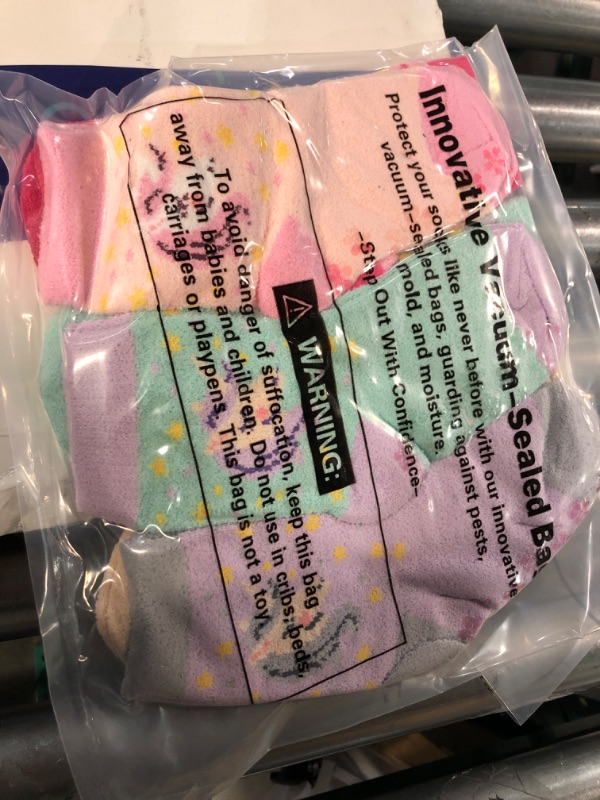 Innovative Vacuum-Sealed
Protect your socks like never before with our innovative
vacuum-sealed bags, guarding against pests,
mold, and moisture.
-Step Out With Confidence-
⚠ WARNING:
To avoid danger of suffocation, keep this bag
away from babies and children. Do not use in cribs, beds,
carriages or playpens. This bag is not a toy.